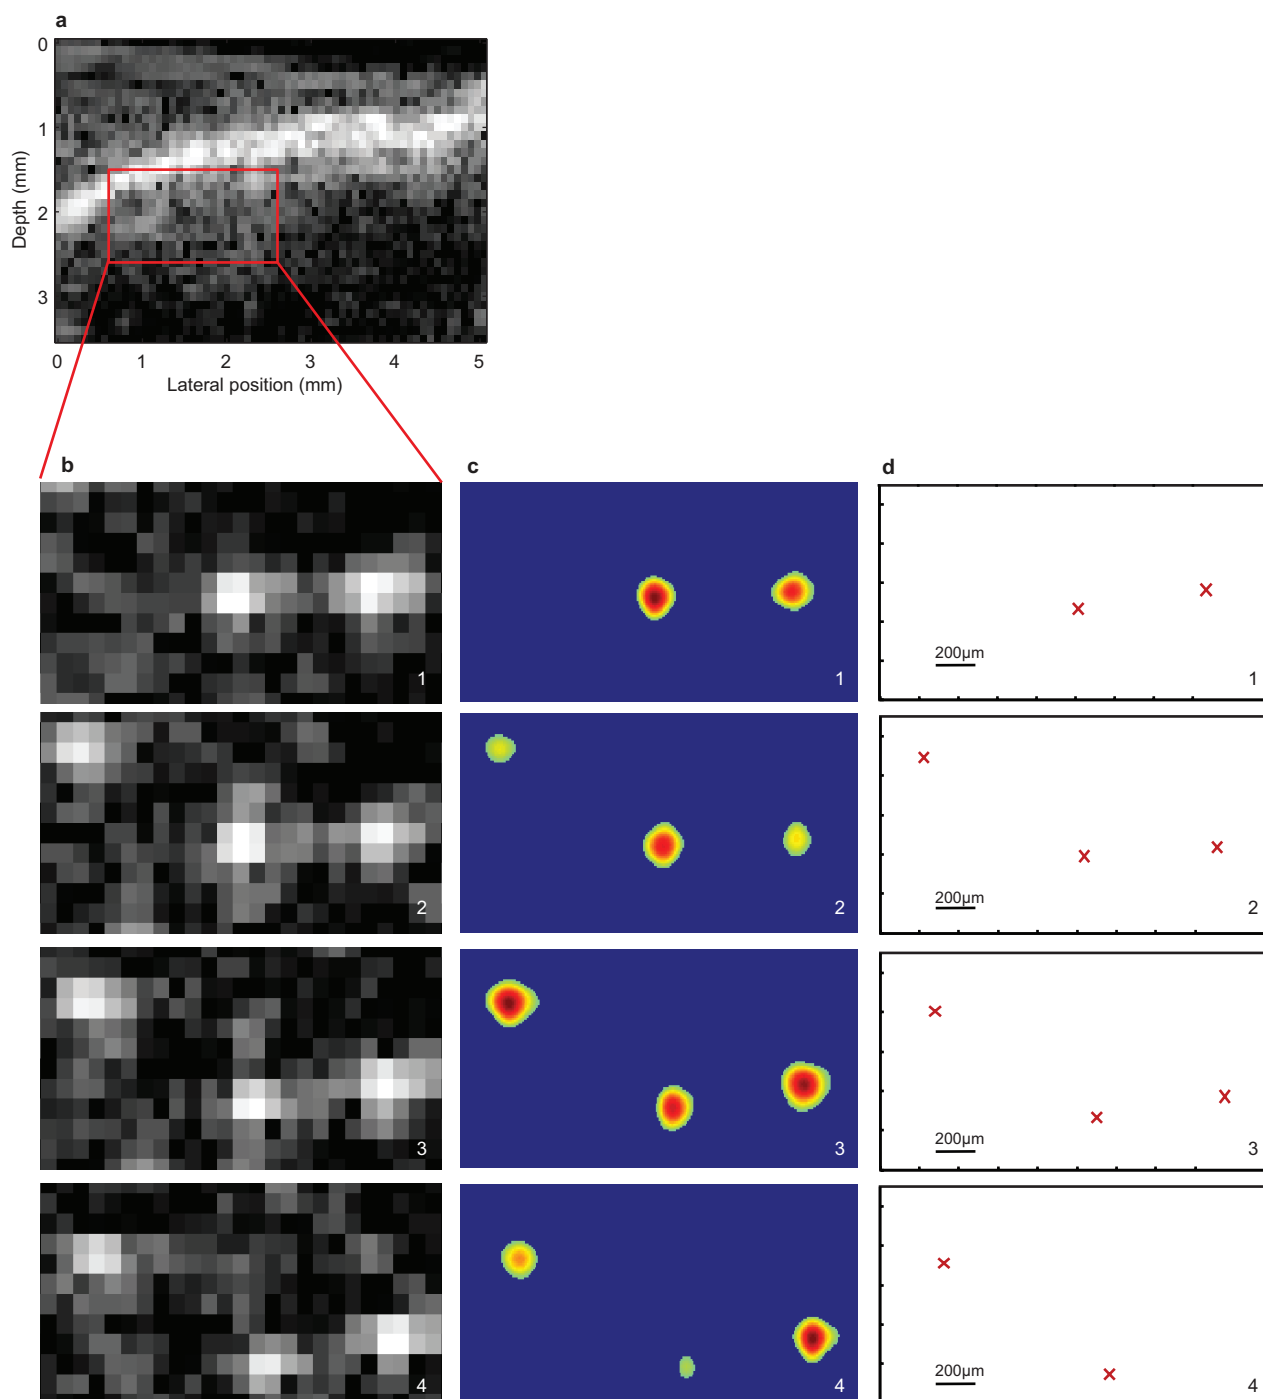 a
0
1
2
3
Depth (mm)
0 1 2 3 4 5
Lateral position (mm)
b c d
1 1 200µm 1
2 2 200µm 2
3 3 200µm 3
4 4 200µm 4